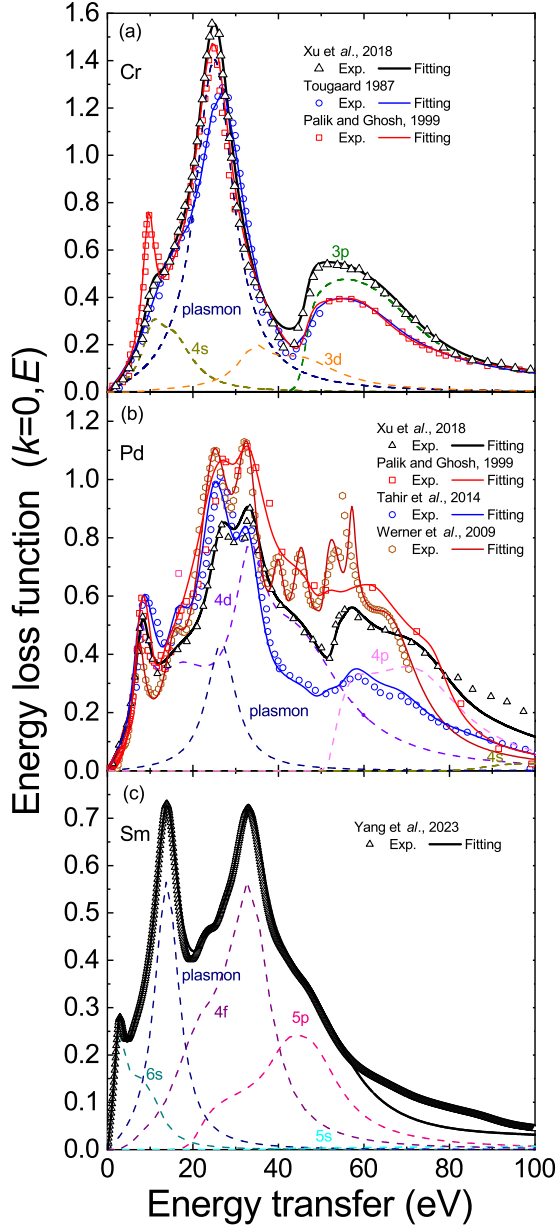 Energy loss function (k=0,E)
(a)
Cr
Xu et al., 2018
Exp. Fitting
Tougaard 1987
Exp. Fitting
Palik and Ghosh, 1999
Exp. Fitting
1.6
1.4
1.2
1.0
0.8
0.6
0.4
0.2
0.0
3p
plasmon
4s
3d
(b)
Pd
Xu et al., 2018
Exp. Fitting
Palik and Ghosh, 1999
Exp. Fitting
Tahir et al., 2014
Exp. Fitting
Werner et al., 2009
Exp. Fitting
1.2
1.0
0.8
0.6
0.4
0.2
0.0
4d
4p
plasmon
4s
(c)
Sm
Yang et al., 2023
Exp. Fitting
0.7
0.6
0.5
0.4
0.3
0.2
0.1
0.0
plasmon
4f
5p
6s
5s
0 20 40 60 80 100
Energy transfer (eV)